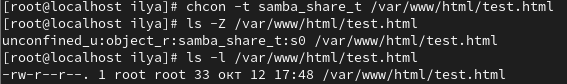 [root@localhost ilya]# chcon -t samba_share_t /var/www/html/test.html
[root@localhost ilya]# ls -Z /var/www/html/test.html
unconfined_u:object_r:samba_share_t:s0 /var/www/html/test.html
[root@localhost ilya]# ls -l /var/www/html/test.html
-rw-r--r--. 1 root root 33 окт 12 17:48 /var/www/html/test.html